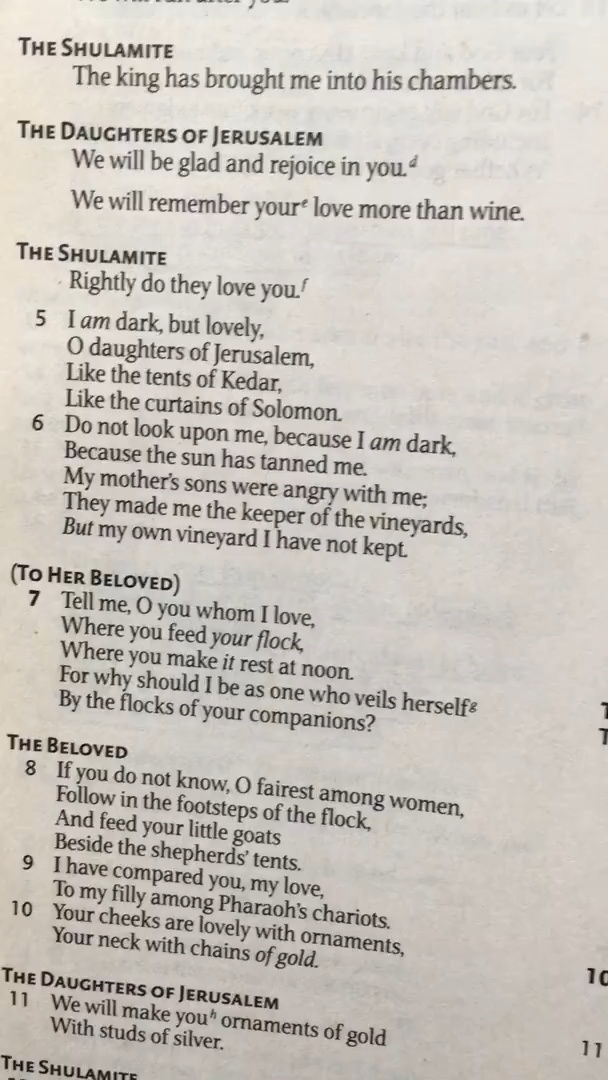 THE SHULAMITE
The king has brought me into his chambers.
THE DAUGHTERS OF JERUSALEM
We will be glad and rejoice in you.d
We will remember youre love more than wine.
THE SHULAMITE
Rightly do they love you.f
5 I am dark, but lovely,
O daughters of Jerusalem,
Like the tents of Kedar,
Like the curtains of Solomon.
6 Do not look upon me, because I am dark,
Because the sun has tanned me.
My mother's sons were angry with me;
They made me the keeper of the vineyards,
But my own vineyard I have not kept.
(TO HER BELOVED)
7 Tell me, O you whom I love,
Where you feed your flock,
Where you make it rest at noon.
For why should I be as one who veils herselfg
By the flocks of your companions?
THE BELOVED
8 If you do not know, O fairest among women,
Follow in the footsteps of the flock,
And feed your little goats
Beside the shepherds' tents.
9 I have compared you, my love,
To my filly among Pharaoh's chariots.
10 Your cheeks are lovely with ornaments,
Your neck with chains of gold.
THE DAUGHTERS OF JERUSALEM
11 We will make youh ornaments of gold
With studs of silver.
THE SHULAMITE
10
11